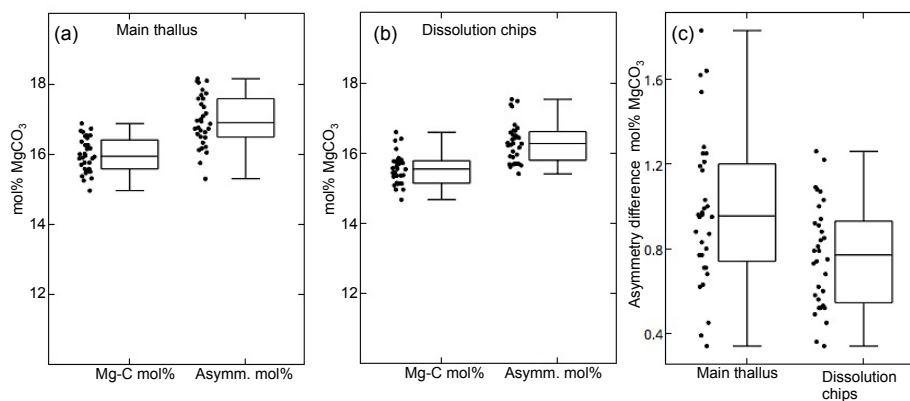 (a) Main thallus
mol% MgCO3
18
16
14
12
Mg-C mol% Asymm. mol%
(b) Dissolution chips
mol% MgCO3
18
16
14
12
Mg-C mol% Asymm. mol%
(c)
Asymmetry difference mol% MgCO3
1.6
1.2
0.8
0.4
Main thallus
Dissolution
chips